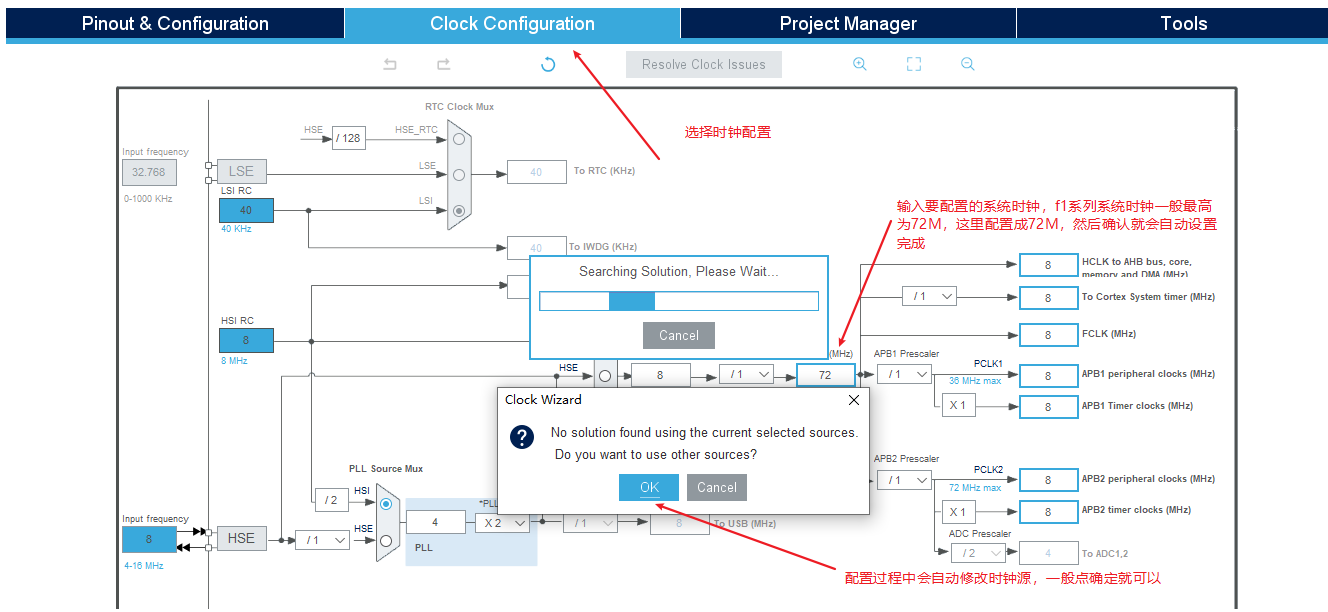 Pinout & Configuration
Clock Configuration
Project Manager
Tools
Resolve Clock Issues
选择时钟配置
RTC Clock Mux
HSE
/ 128
HSE_RTC
Input frequency
32.768
0-1000 KHz
LSE
LSE
40
To RTC (KHz)
LSI RC
40
40 KHz
LSI
40
To IWDG (KHz)
输入要配置的系统时钟，f1系列系统时钟一般最高
为72M，这里配置成72M，然后确认就会自动设置
完成
Searching Solution, Please Wait...
Cancel
8
HCLK to AHB bus, core,
memory and DMA (MHz)
/ 1
8
To Cortex System timer (MHz)
HSI RC
8
8 MHz
8
FCLK (MHz)
(MHz)
HSE
8
/ 1
72
APB1 Prescaler
/ 1
PCLK1
36 MHz max
8
APB1 peripheral clocks (MHz)
X 1
8
APB1 Timer clocks (MHz)
Clock Wizard
No solution found using the current selected sources.
Do you want to use other sources?
OK
Cancel
APB2 Prescaler
/ 1
PCLK2
72 MHz max
8
APB2 peripheral clocks (MHz)
X 1
8
APB2 timer clocks (MHz)
ADC Prescaler
/ 2
4
To ADC1,2
PLL Source Mux
HSI
/ 2
*PLL
4
X 2
PLL
/ 1
8
To USB (MHz)
Input frequency
8
4-16 MHz
HSE
/ 1
HSE
配置过程中会自动修改时钟源，一般点确定就可以